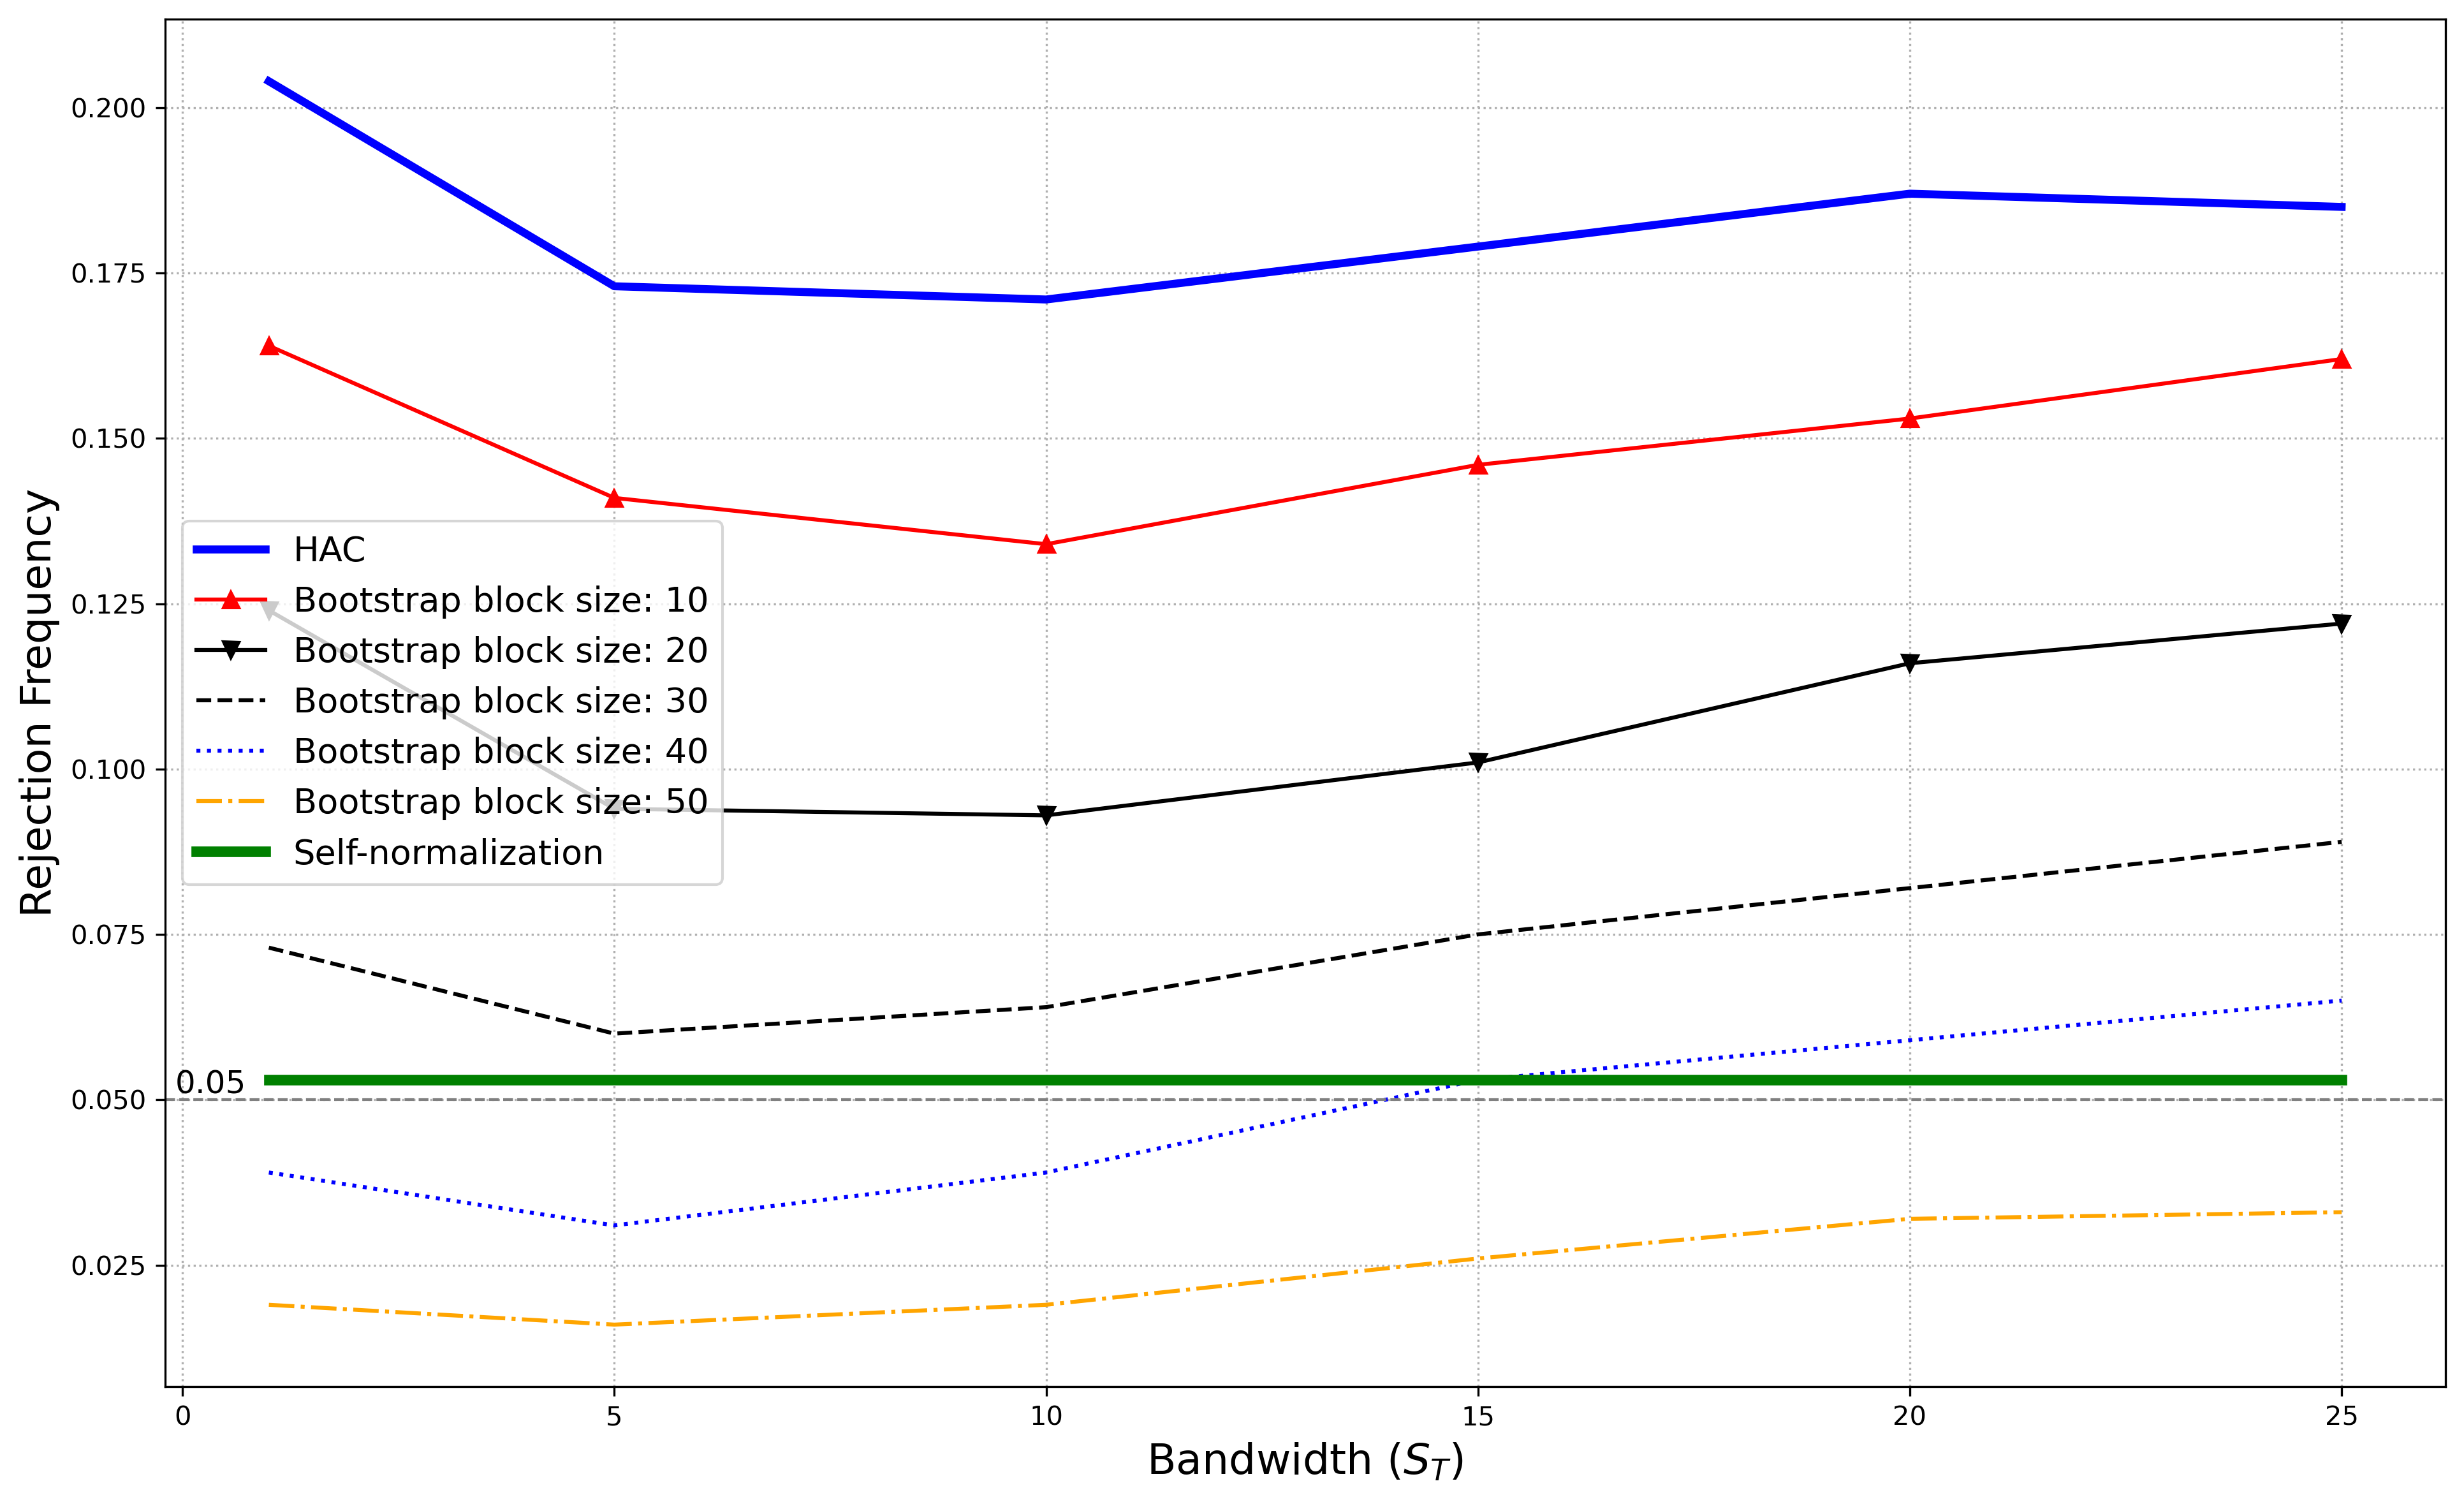 Rejection Frequency
0.200
0.175
0.150
0.125
0.100
0.075
0.050
0.025
HAC
Bootstrap block size: 10
Bootstrap block size: 20
Bootstrap block size: 30
Bootstrap block size: 40
Bootstrap block size: 50
Self-normalization
0.05
0 5 10 15 20 25
Bandwidth (S_T)